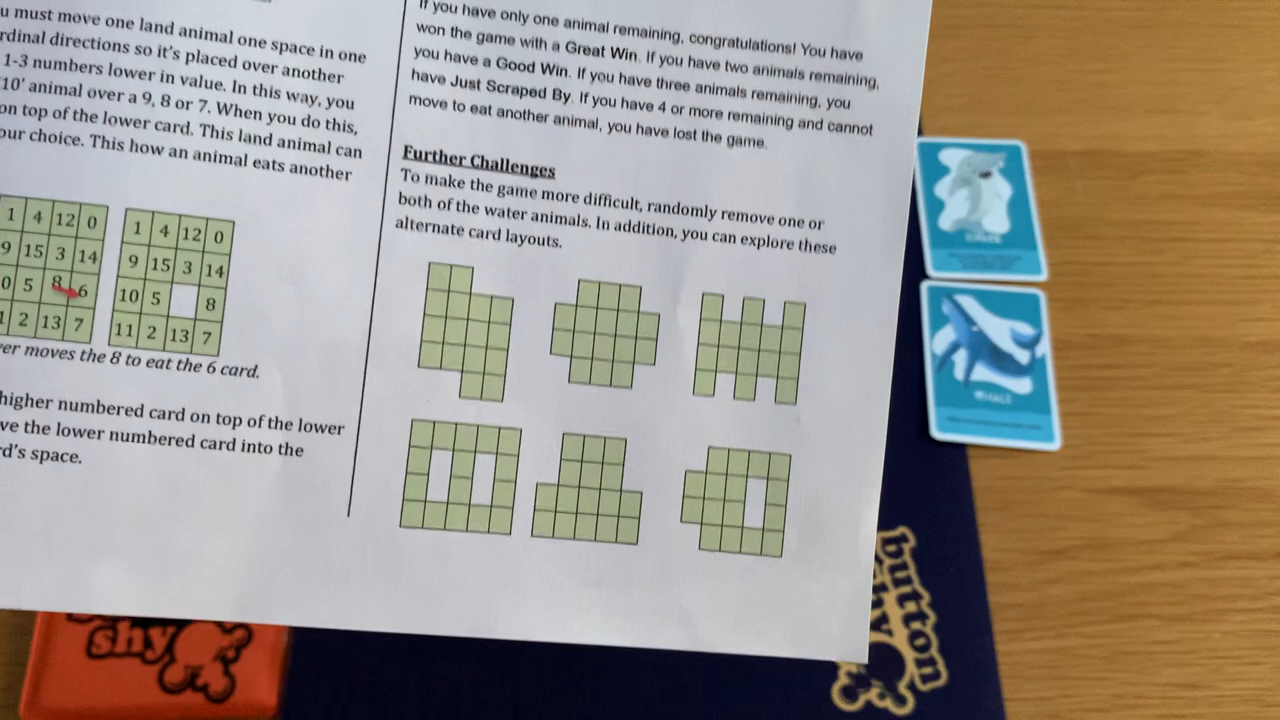 u must move one land animal one space in one
rdinal directions so it's placed over another
1-3 numbers lower in value. In this way, you
10' animal over a 9, 8 or 7. When you do this,
on top of the lower card. This land animal can
our choice. This how an animal eats another
1 4 12 0
9 15 3 14
0 5 8 6
1 2 13 7
1 4 12 0
9 15 3 14
10 5 8
11 2 13 7
er moves the 8 to eat the 6 card.
higher numbered card on top of the lower
ve the lower numbered card into the
rd's space.
If you have only one animal remaining, congratulations! You have
won the game with a Great Win. If you have two animals remaining,
you have a Good Win. If you have three animals remaining, you
have Just Scraped By. If you have 4 or more remaining and cannot
move to eat another animal, you have lost the game.
Further Challenges
To make the game more difficult, randomly remove one or
both of the water animals. In addition, you can explore these
alternate card layouts.
WHALE
shy
button
hy